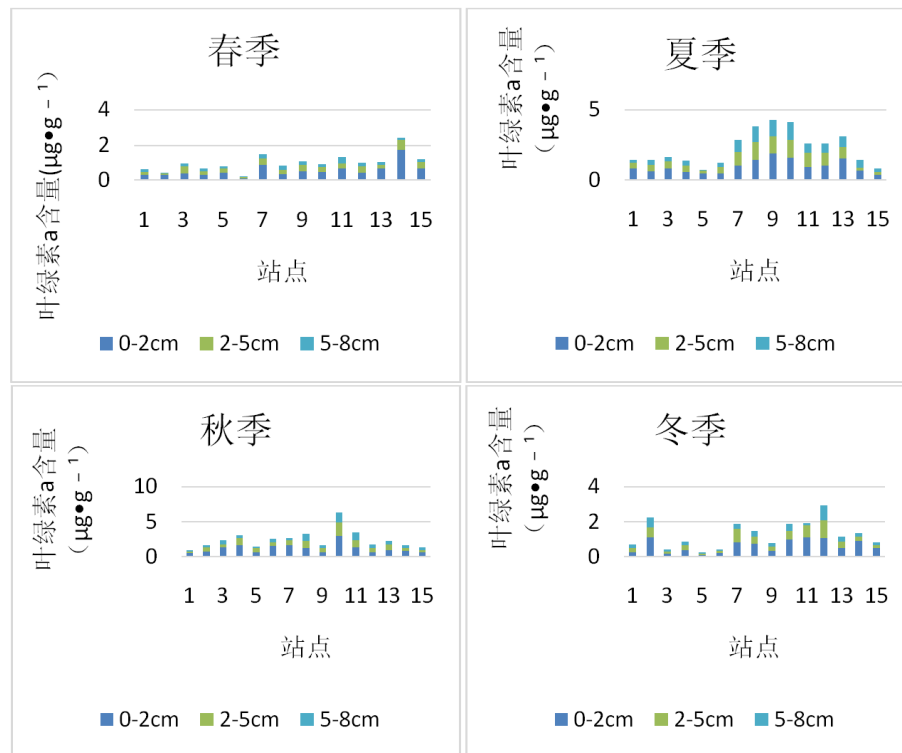 春季
叶绿素a含量(μg•g﹣¹)
4
2
0
1 3 5 7 9 11 13 15
站点
0-2cm 2-5cm 5-8cm
夏季
叶绿素a含量
（μg•g﹣¹）
5
0
1 3 5 7 9 11 13 15
站点
0-2cm 2-5cm 5-8cm
秋季
叶绿素a含量
（μg•g﹣¹）
10
5
0
1 3 5 7 9 11 13 15
站点
0-2cm 2-5cm 5-8cm
冬季
叶绿素a含量
（μg•g﹣¹）
4
2
0
1 3 5 7 9 11 13 15
站点
0-2cm 2-5cm 5-8cm